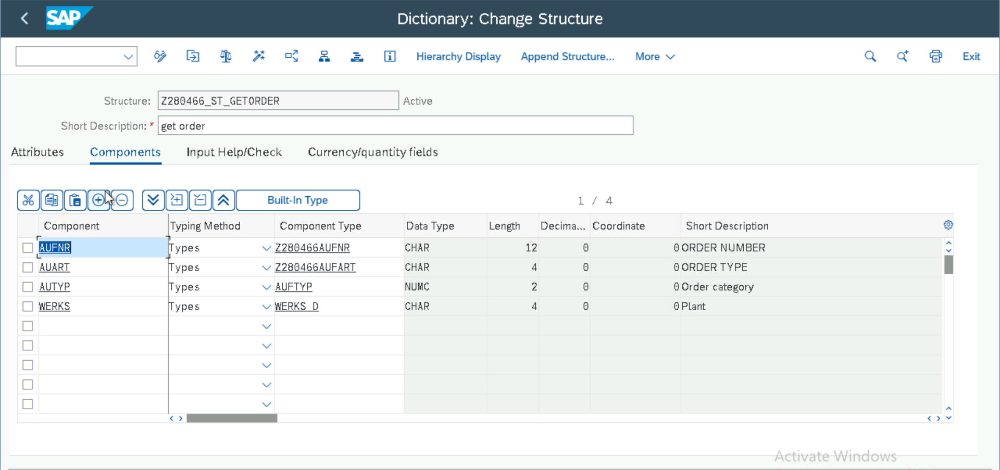 SAP Dictionary: Change Structure
Hierarchy Display Append Structure... More Exit
Structure: Z280466_ST_GETORDER Active
Short Description: * get order
Attributes Components Input Help/Check Currency/quantity fields
Built-In Type 1 / 4
Component Typing Method Component Type Data Type Length Decima... Coordinate Short Description
AUFNR Types Z280466AUFNR CHAR 12 0 0 ORDER NUMBER
AUART Types Z280466AUFART CHAR 4 0 0 ORDER TYPE
AUTYP Types AUFTYP NUMC 2 0 0 Order category
WERKS Types WERKS_D CHAR 4 0 0 Plant
Activate Windows